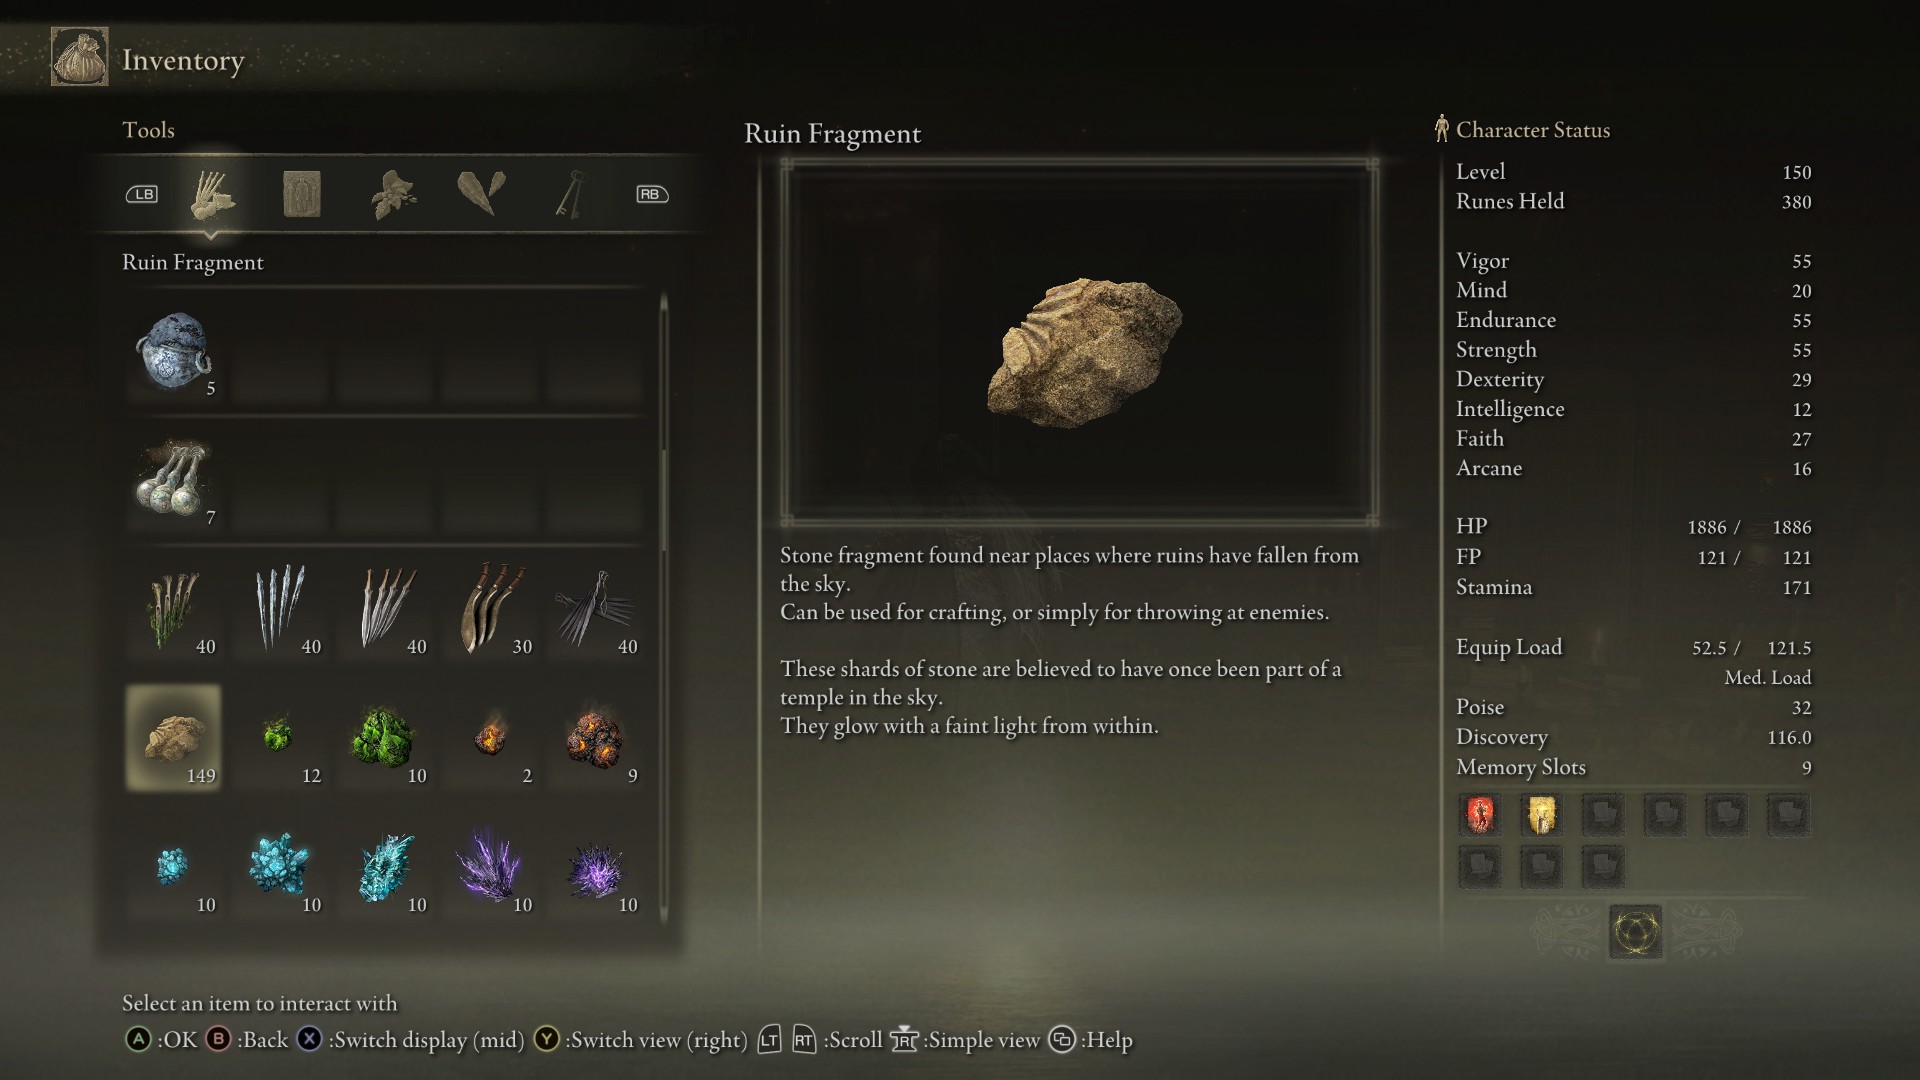 Inventory
Tools
LB
RB
Ruin Fragment
5
7
40 40 40 30 40
149 12 10 2 9
10 10 10 10 10
Ruin Fragment
Stone fragment found near places where ruins have fallen from
the sky.
Can be used for crafting, or simply for throwing at enemies.
These shards of stone are believed to have once been part of a
temple in the sky.
They glow with a faint light from within.
Character Status
Level 150
Runes Held 380
Vigor 55
Mind 20
Endurance 55
Strength 55
Dexterity 29
Intelligence 12
Faith 27
Arcane 16
HP 1886 / 1886
FP 121 / 121
Stamina 171
Equip Load 52.5 / 121.5
Med. Load
Poise 32
Discovery 116.0
Memory Slots 9
Select an item to interact with
A :OK B :Back X :Switch display (mid) Y :Switch view (right) LT RT :Scroll R :Simple view :Help